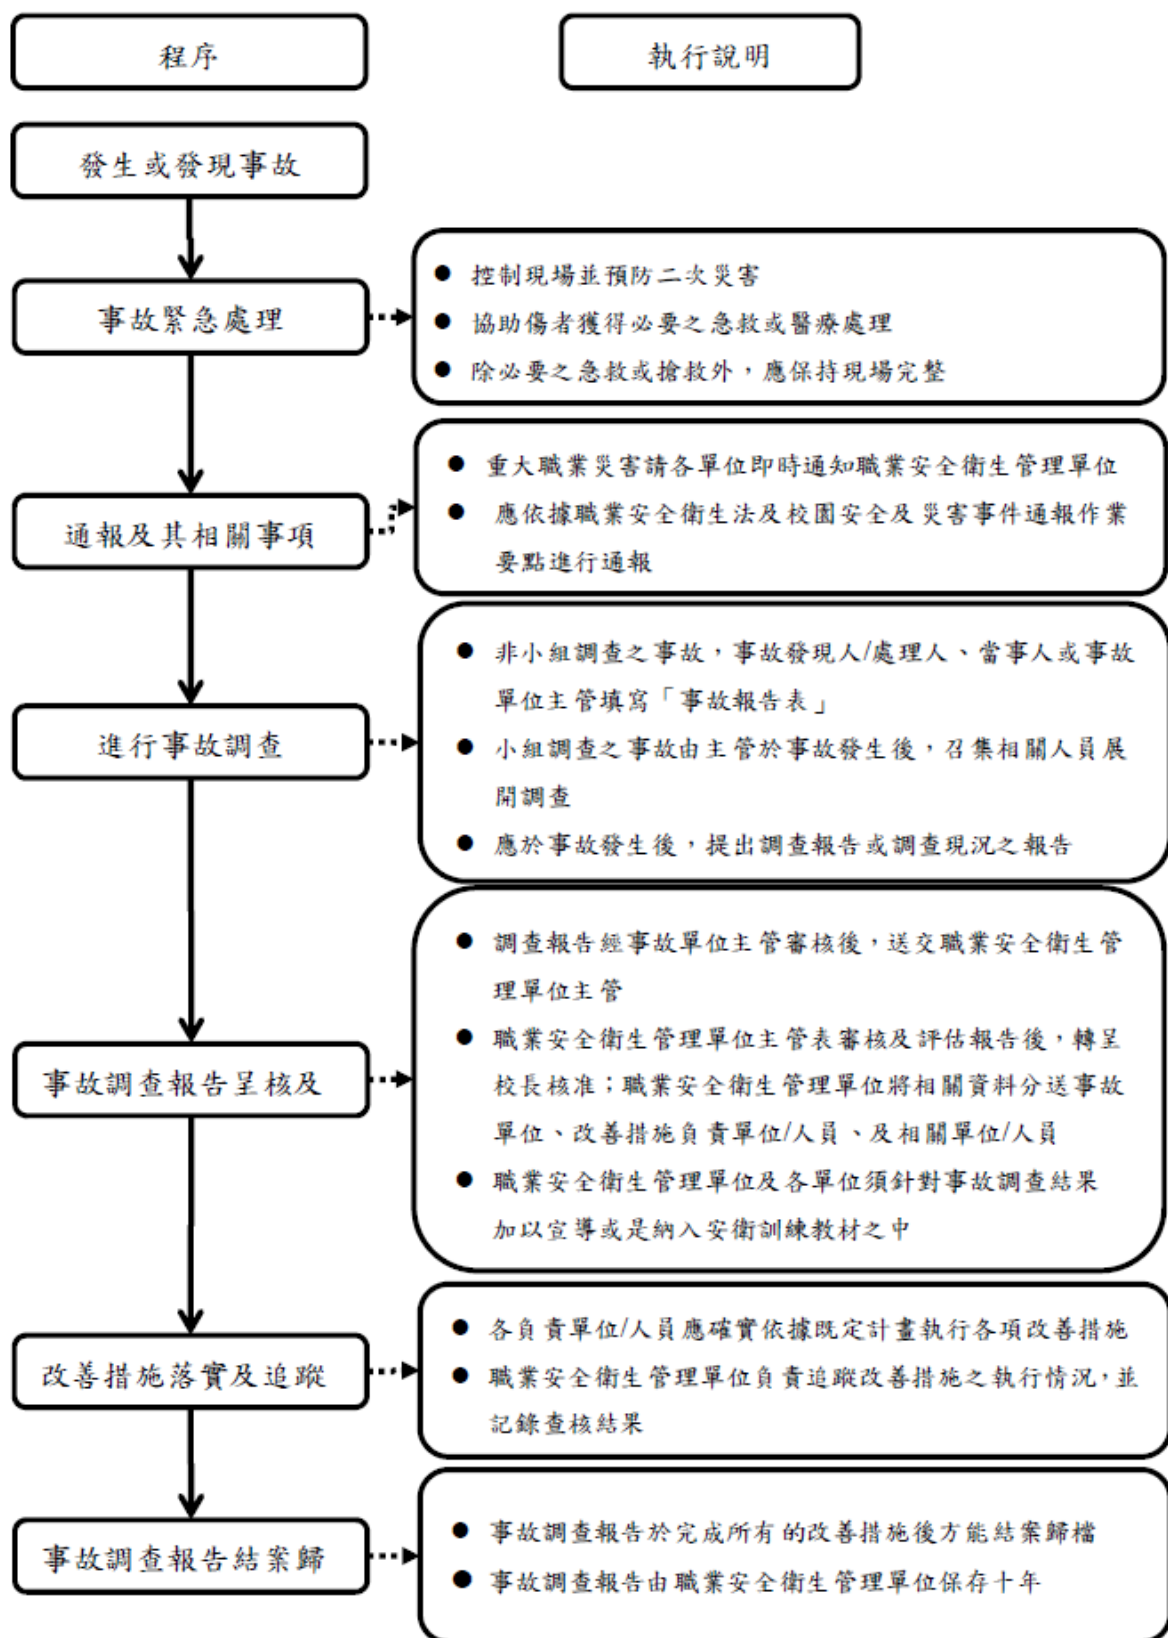 程序
執行說明
發生或發現事故
事故緊急處理
● 控制現場並預防二次災害
● 協助傷者獲得必要之急救或醫療處理
● 除必要之急救或搶救外，應保持現場完整
通報及其相關事項
● 重大職業災害請各單位即時通知職業安全衛生管理單位
● 應依據職業安全衛生法及校園安全及災害事件通報作業
要點進行通報
進行事故調查
● 非小組調查之事故，事故發現人/處理人、當事人或事故
單位主管填寫「事故報告表」
● 小組調查之事故由主管於事故發生後，召集相關人員展
開調查
● 應於事故發生後，提出調查報告或調查現況之報告
事故調查報告呈核及
● 調查報告經事故單位主管審核後，送交職業安全衛生管
理單位主管
● 職業安全衛生管理單位主管表審核及評估報告後，轉呈
校長核准；職業安全衛生管理單位將相關資料分送事故
單位、改善措施負責單位/人員、及相關單位/人員
● 職業安全衛生管理單位及各單位須針對事故調查結果
加以宣導或是納入安衛訓練教材之中
改善措施落實及追蹤
● 各負責單位/人員應確實依據既定計畫執行各項改善措施
● 職業安全衛生管理單位負責追蹤改善措施之執行情況，並
記錄查核結果
事故調查報告結案歸
● 事故調查報告於完成所有的改善措施後方能結案歸檔
● 事故調查報告由職業安全衛生管理單位保存十年